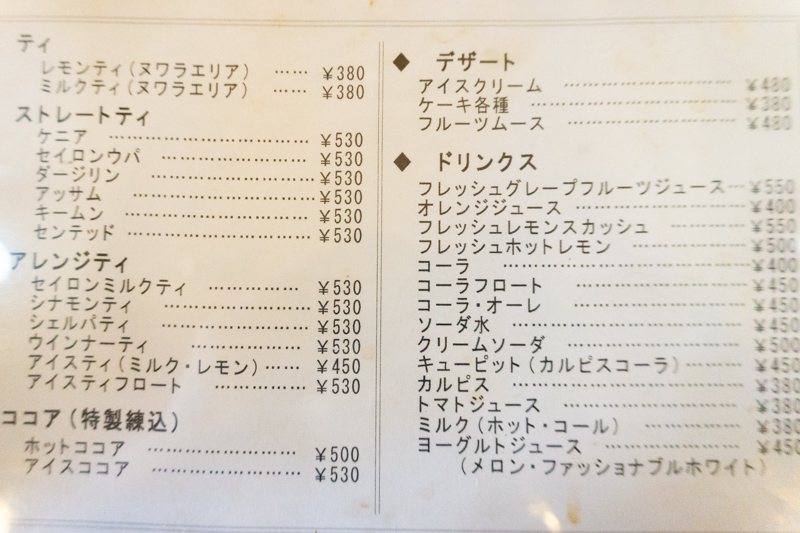 ティ
レモンティ(ヌワラエリア) …… ¥380
ミルクティ(ヌワラエリア) …… ¥380
ストレートティ
ケニア ………………………… ¥530
セイロンウバ ………………… ¥530
ダージリン …………………… ¥530
アッサム ……………………… ¥530
キームン ……………………… ¥530
センテッド …………………… ¥530
アレンジティ
セイロンミルクティ ………… ¥530
シナモンティ ………………… ¥530
シェルパティ ………………… ¥530
ウインナーティ ……………… ¥530
アイスティ(ミルク・レモン)…… ¥450
アイスティフロート ………… ¥530
ココア(特製練込)
ホットココア ………………… ¥500
アイスココア ………………… ¥530
◆ デザート
アイスクリーム ……………………… ¥480
ケーキ各種 ………………………… ¥380
フルーツムース ……………………… ¥480
◆ ドリンクス
フレッシュグレープフルーツジュース… ¥550
オレンジジュース …………………… ¥400
フレッシュレモンスカッシュ ………… ¥550
フレッシュホットレモン …………… ¥500
コーラ ……………………………… ¥400
コーラフロート ……………………… ¥450
コーラ・オーレ ……………………… ¥450
ソーダ水 …………………………… ¥450
クリームソーダ ……………………… ¥500
キューピット(カルピスコーラ)……… ¥450
カルピス …………………………… ¥380
トマトジュース ……………………… ¥380
ミルク(ホット・コール) …………… ¥380
ヨーグルトジュース ………………… ¥450
(メロン・ファッショナブルホワイト)